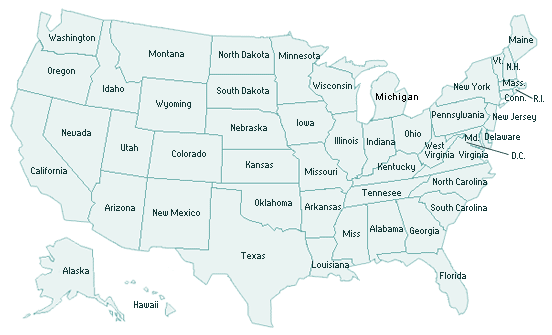 Maine
Washington
Montana
North Dakota
Minnesota
Vt.
N.H.
Oregon
Idaho
Wisconsin
South Dakota
Michigan
New York
Mass.
R.I.
Conn.
Wyoming
Nebraska
Iowa
Pennsylvania
New Jersey
Nevada
Utah
Colorado
Illinois
Indiana
Ohio
Md.
Delaware
West
Virginia
Virginia
D.C.
California
Kansas
Missouri
Kentucky
North Carolina
Arizona
New Mexico
Oklahoma
Arkansas
Tennessee
South Carolina
Miss
Alabama
Georgia
Texas
Louisiana
Florida
Alaska
Hawaii